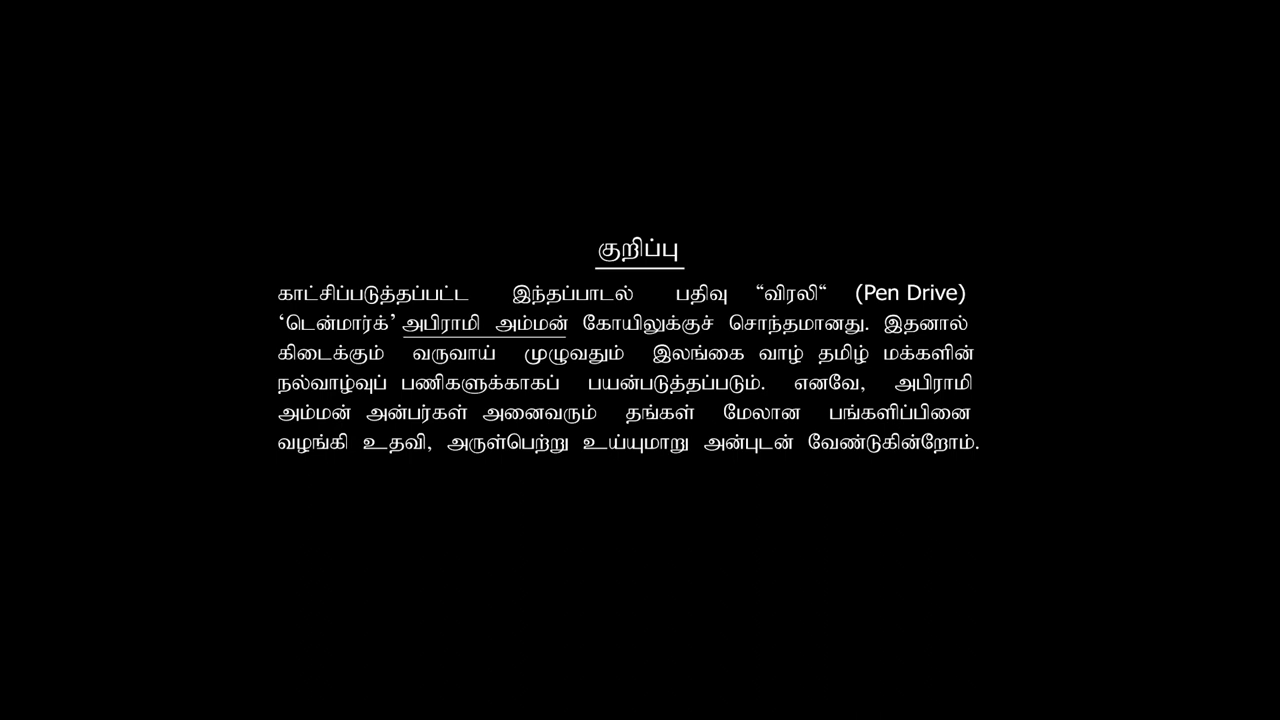 குறிப்பு
காட்சிப்படுத்தப்பட்ட இந்தப்பாடல் பதிவு “விரலி“ (Pen Drive)
‘டென்மார்க்’ அபிராமி அம்மன் கோயிலுக்குச் சொந்தமானது. இதனால்
கிடைக்கும் வருவாய் முழுவதும் இலங்கை வாழ் தமிழ் மக்களின்
நல்வாழ்வுப் பணிகளுக்காகப் பயன்படுத்தப்படும். எனவே, அபிராமி
அம்மன் அன்பர்கள் அனைவரும் தங்கள் மேலான பங்களிப்பினை
வழங்கி உதவி, அருள்பெற்று உய்யுமாறு அன்புடன் வேண்டுகின்றோம்.